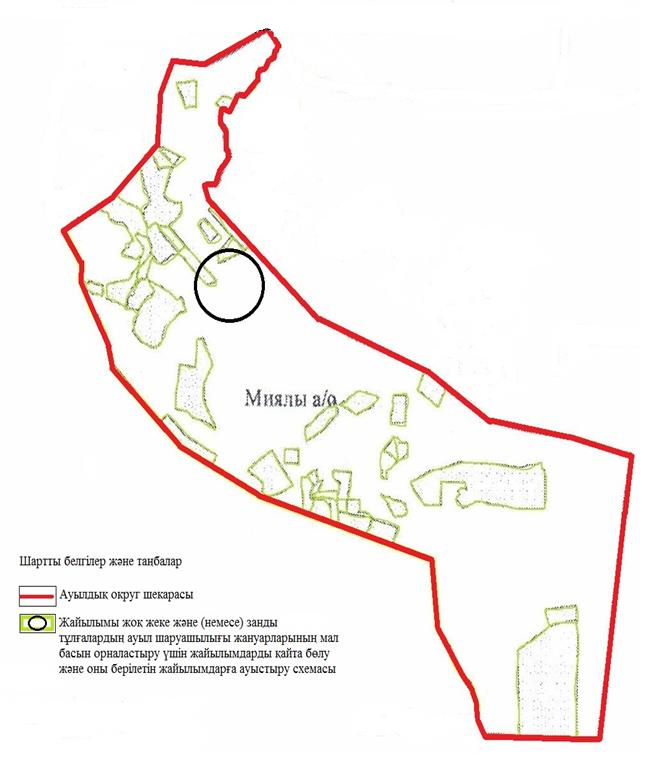 Миялы а/о
Шартты белгілер және таңбалар
Ауылдық округ шекарасы
Жайылымы жоқ жеке және (немесе) занды
тұлғалардың ауыл шаруашылығы жануарларының мал
басын орналастыру үшін жайылымдарды қайта бөлу
және оны берілетін жайылымдарға ауыстыру схемасы